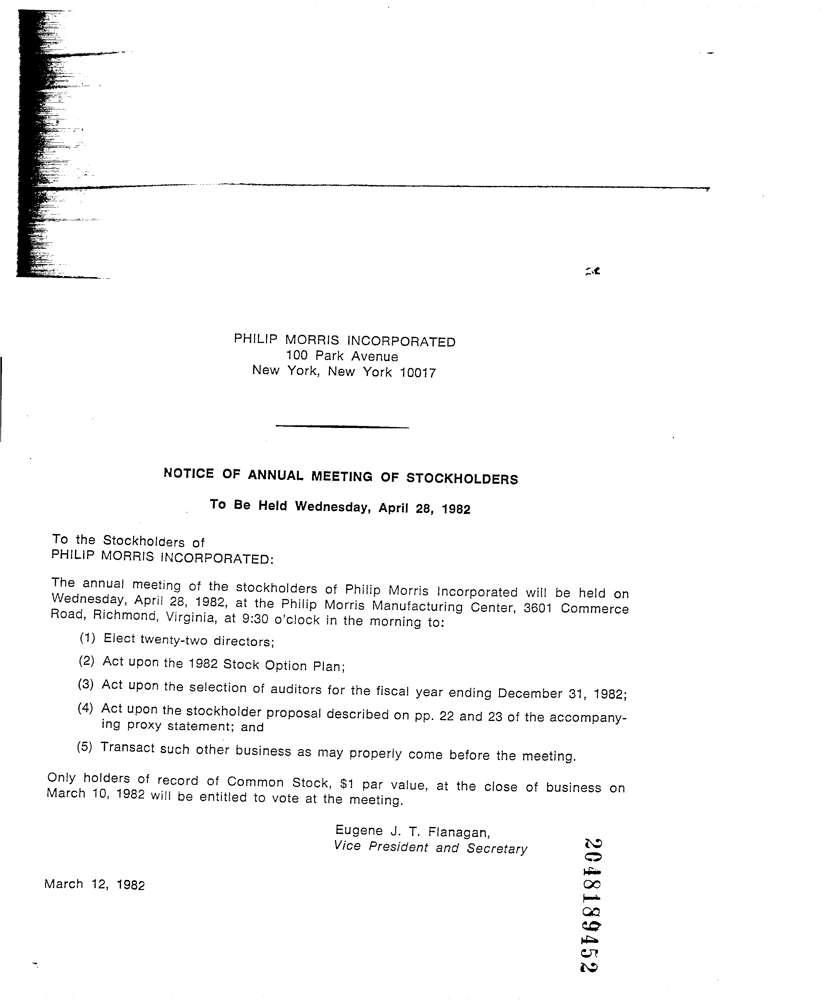 PHILIP MORRIS INCORPORATED
100 Park Avenue
New York, New York 10017
NOTICE OF ANNUAL MEETING OF STOCKHOLDERS
To Be Held Wednesday, April 28, 1982
To the Stockholders of
PHILIP MORRIS INCORPORATED:
The annual meeting of the stockholders of Philip Morris Incorporated will be held on
Wednesday, April 28, 1982, at the Philip Morris Manufacturing Center, 3601 Commerce
Road, Richmond, Virginia, at 9:30 o'clock in the morning to:
(1) Elect twenty-two directors;
(2) Act upon the 1982 Stock Option Plan;
(3) Act upon the selection of auditors for the fiscal year ending December 31, 1982;
(4) Act upon the stockholder proposal described on pp. 22 and 23 of the accompany-
ing proxy statement; and
(5) Transact such other business as may properly come before the meeting.
Only holders of record of Common Stock, $1 par value, at the close of business on
March 10, 1982 will be entitled to vote at the meeting.
Eugene J. T. Flanagan,
Vice President and Secretary
March 12, 1982
2048189452